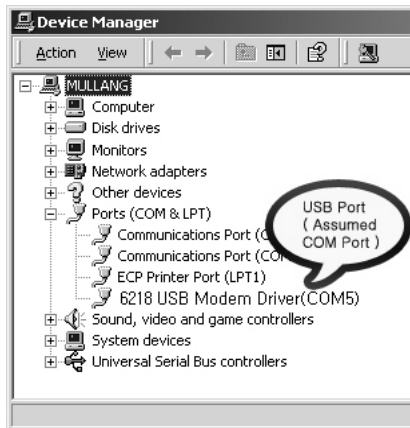 Device Manager
Action View
MULLANG
Computer
Disk drives
Monitors
Network adapters
Other devices
Ports (COM & LPT)
Communications Port
Communications Port
ECP Printer Port (LPT1)
6218 USB Modem Driver(COM5)
Sound, video and game controllers
System devices
Universal Serial Bus controllers
USB Port
( Assumed
COM Port )